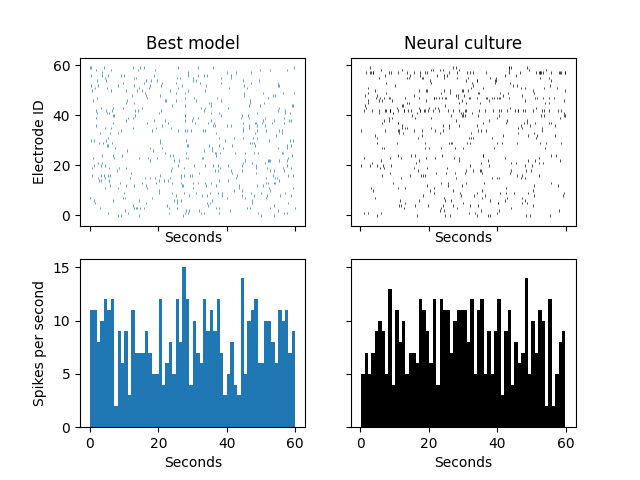 Best model
Neural culture
60
40
20
0
Electrode ID
Seconds
Seconds
15
10
5
0
Spikes per second
0 20 40 60
0 20 40 60
Seconds
Seconds